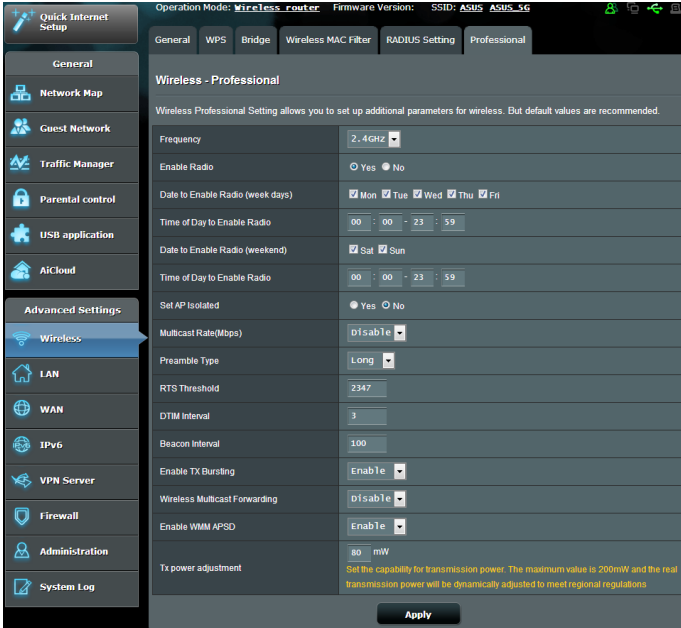 Quick Internet
Setup
General
Network Map
Guest Network
Traffic Manager
Parental control
USB application
AiCloud
Advanced Settings
Wireless
LAN
WAN
IPv6
VPN Server
Firewall
Administration
System Log
Operation Mode: Wireless router Firmware Version: SSID: ASUS ASUS_5G
General WPS Bridge Wireless MAC Filter RADIUS Setting Professional
Wireless - Professional
Wireless Professional Setting allows you to set up additional parameters for wireless. But default values are recommended.
Frequency 2.4GHz
Enable Radio Yes No
Date to Enable Radio (week days) Mon Tue Wed Thu Fri
Time of Day to Enable Radio 00 : 00 - 23 : 59
Date to Enable Radio (weekend) Sat Sun
Time of Day to Enable Radio 00 : 00 - 23 : 59
Set AP Isolated Yes No
Multicast Rate(Mbps) Disable
Preamble Type Long
RTS Threshold 2347
DTIM Interval 3
Beacon Interval 100
Enable TX Bursting Enable
Wireless Multicast Forwarding Disable
Enable WMM APSD Enable
Tx power adjustment 80 mW
Set the capability for transmission power. The maximum value is 200mW and the real
transmission power will be dynamically adjusted to meet regional regulations
Apply